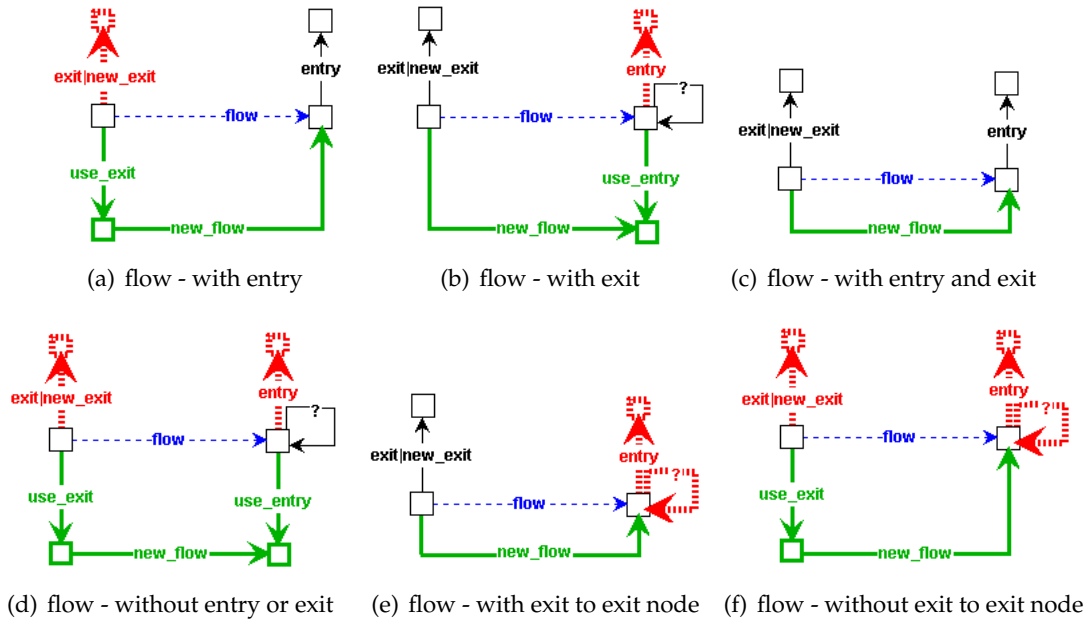 exit|new_exit
entry
flow
use_exit
new_flow
(a) flow - with entry
exit|new_exit
entry
?
flow
use_entry
new_flow
(b) flow - with exit
exit|new_exit
entry
flow
new_flow
(c) flow - with entry and exit
exit|new_exit
entry
?
flow
use_exit
use_entry
new_flow
(d) flow - without entry or exit
exit|new_exit
entry
?
flow
new_flow
(e) flow - with exit to exit node
exit|new_exit
entry
?
flow
use_exit
new_flow
(f) flow - without exit to exit node